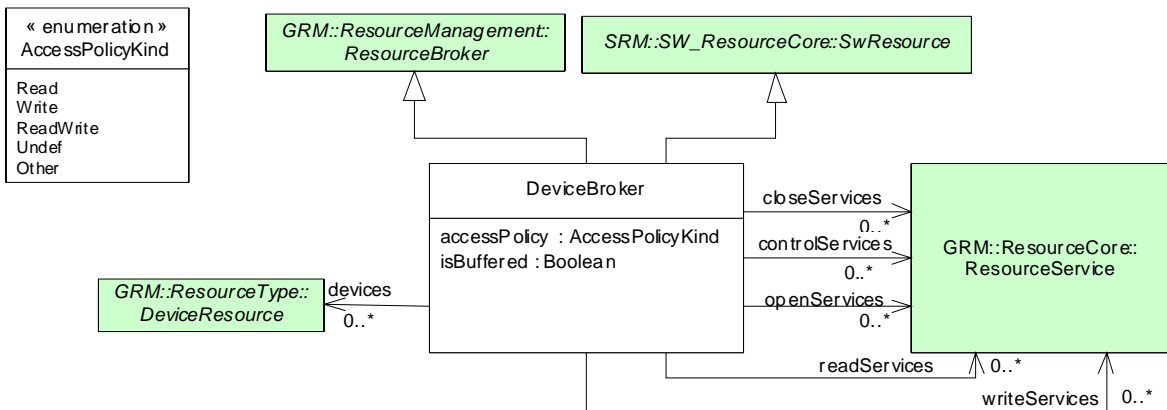 « enumeration »
AccessPolicyKind
Read
Write
ReadWrite
Undef
Other
GRM::ResourceManagement::
ResourceBroker
SRM::SW_ResourceCore::SwResource
DeviceBroker
accessPolicy : AccessPolicyKind
isBuffered : Boolean
closeServices
0..*
controlServices
0..*
openServices
0..*
GRM::ResourceCore::
ResourceService
GRM::ResourceType::
DeviceResource
devices
0..*
readServices
0..*
writeServices
0..*